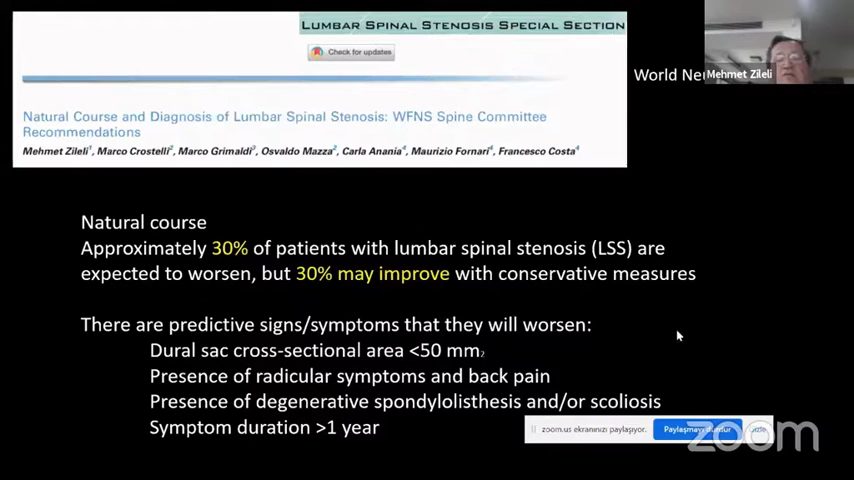 LUMBAR SPINAL STENOSIS SPECIAL SECTION
Check for updates
World Neu
Mehmet Zileli
Natural Course and Diagnosis of Lumbar Spinal Stenosis: WFNS Spine Committee
Recommendations
Mehmet Zileli1, Marco Crostelli2, Marco Grimaldi3, Osvaldo Mazza2, Carla Anania4, Maurizio Fornari4, Francesco Costa4
Natural course
Approximately 30% of patients with lumbar spinal stenosis (LSS) are
expected to worsen, but 30% may improve with conservative measures
There are predictive signs/symptoms that they will worsen:
Dural sac cross-sectional area <50 mm2
Presence of radicular symptoms and back pain
Presence of degenerative spondylolisthesis and/or scoliosis
Symptom duration >1 year
zoom.us ekranınızı paylaşıyor.
Paylaşmayı durdur
Gizle
zoom